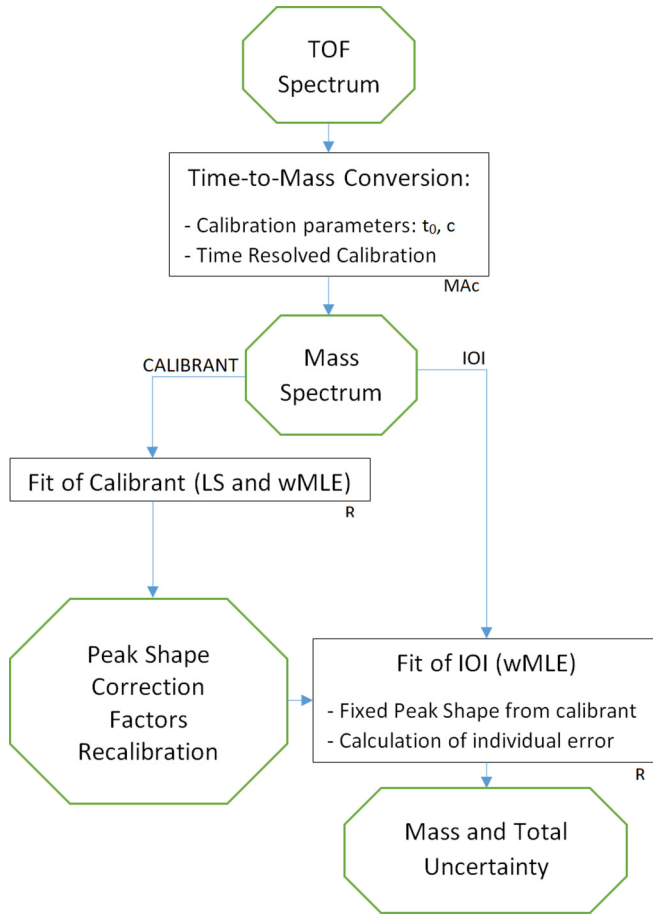 TOF
Spectrum
Time-to-Mass Conversion:
- Calibration parameters: t₀, c
- Time Resolved Calibration
MAc
CALIBRANT
Mass
Spectrum
IOI
Fit of Calibrant (LS and wMLE)
R
Peak Shape
Correction
Factors
Recalibration
Fit of IOI (wMLE)
- Fixed Peak Shape from calibrant
- Calculation of individual error
R
Mass and Total
Uncertainty